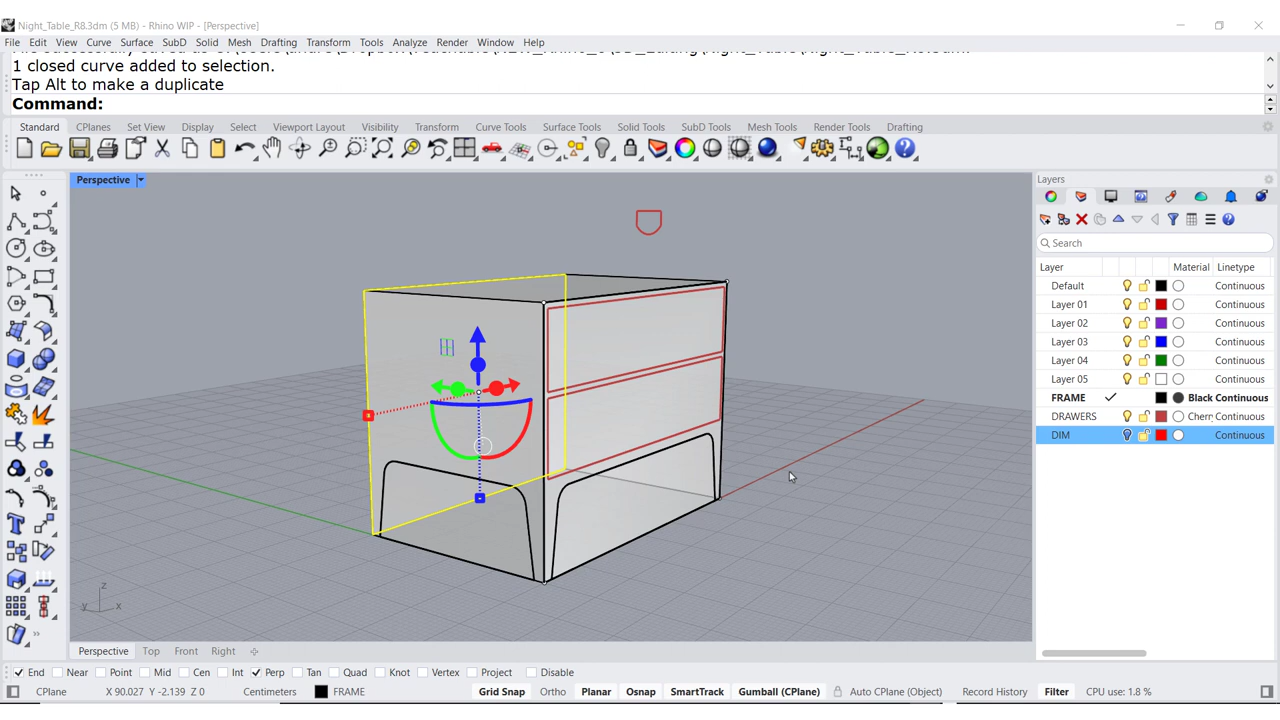 Night_Table_R8.3dm (5 MB) - Rhino WIP - [Perspective]
File Edit View Curve Surface SubD Solid Mesh Drafting Transform Tools Analyze Render Window Help
1 closed curve added to selection.
Tap Alt to make a duplicate
Command:
Standard CPlanes Set View Display Select Viewport Layout Visibility Transform Curve Tools Surface Tools Solid Tools SubD Tools Mesh Tools Render Tools Drafting
Perspective
Layers
Search
Layer Material Linetype
Default Continuous
Layer 01 Continuous
Layer 02 Continuous
Layer 03 Continuous
Layer 04 Continuous
Layer 05 Continuous
FRAME Black Continuous
DRAWERS Cherry Continuous
DIM Continuous
z
y x
Perspective Top Front Right
End Near Point Mid Cen Int Perp Tan Quad Knot Vertex Project Disable
CPlane X 90.027 Y -2.139 Z 0 Centimeters FRAME Grid Snap Ortho Planar Osnap SmartTrack Gumball (CPlane) Auto CPlane (Object) Record History Filter CPU use: 1.8 %